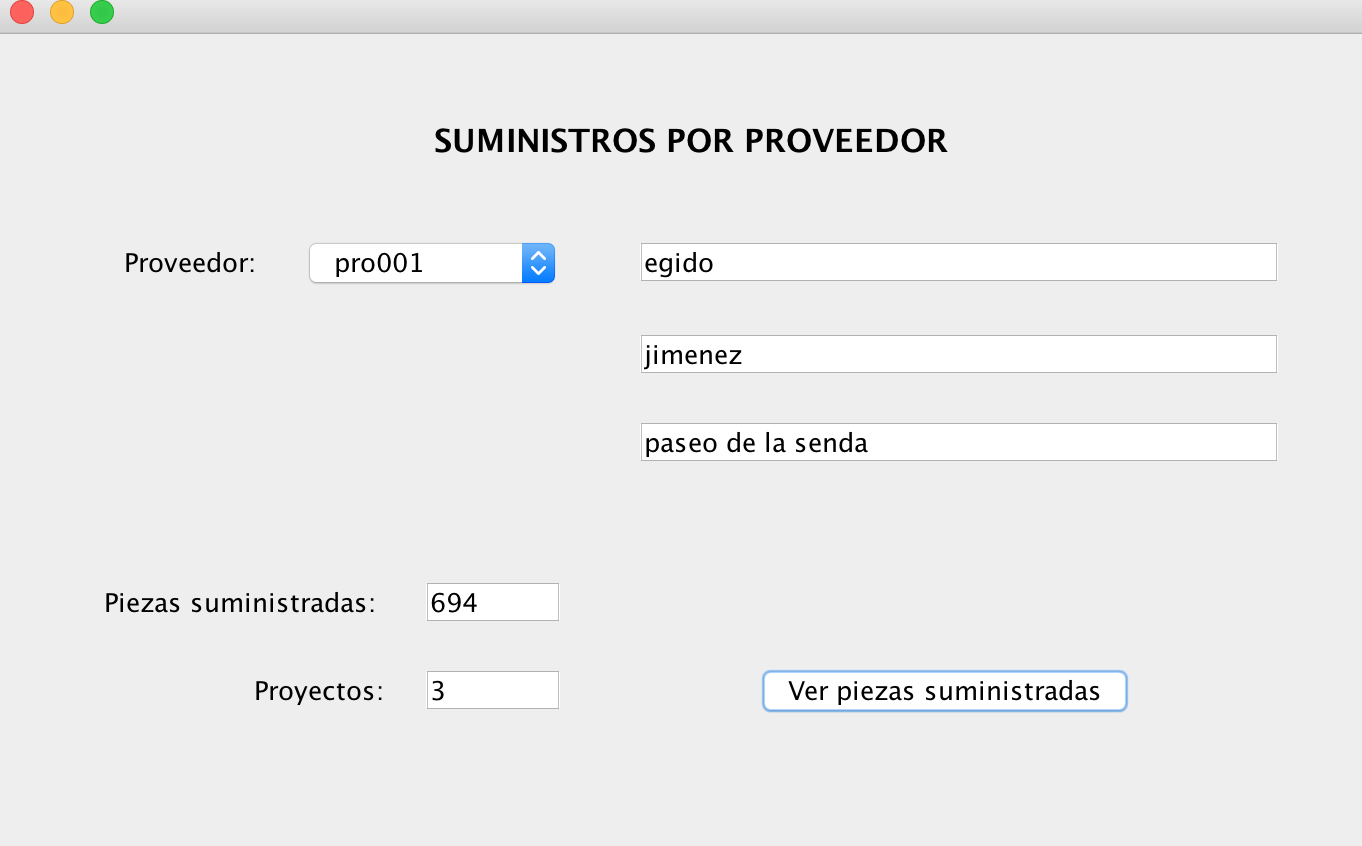 SUMINISTROS POR PROVEEDOR
Proveedor: pro001 egido
jimenez
paseo de la senda
Piezas suministradas: 694
Proyectos: 3 Ver piezas suministradas